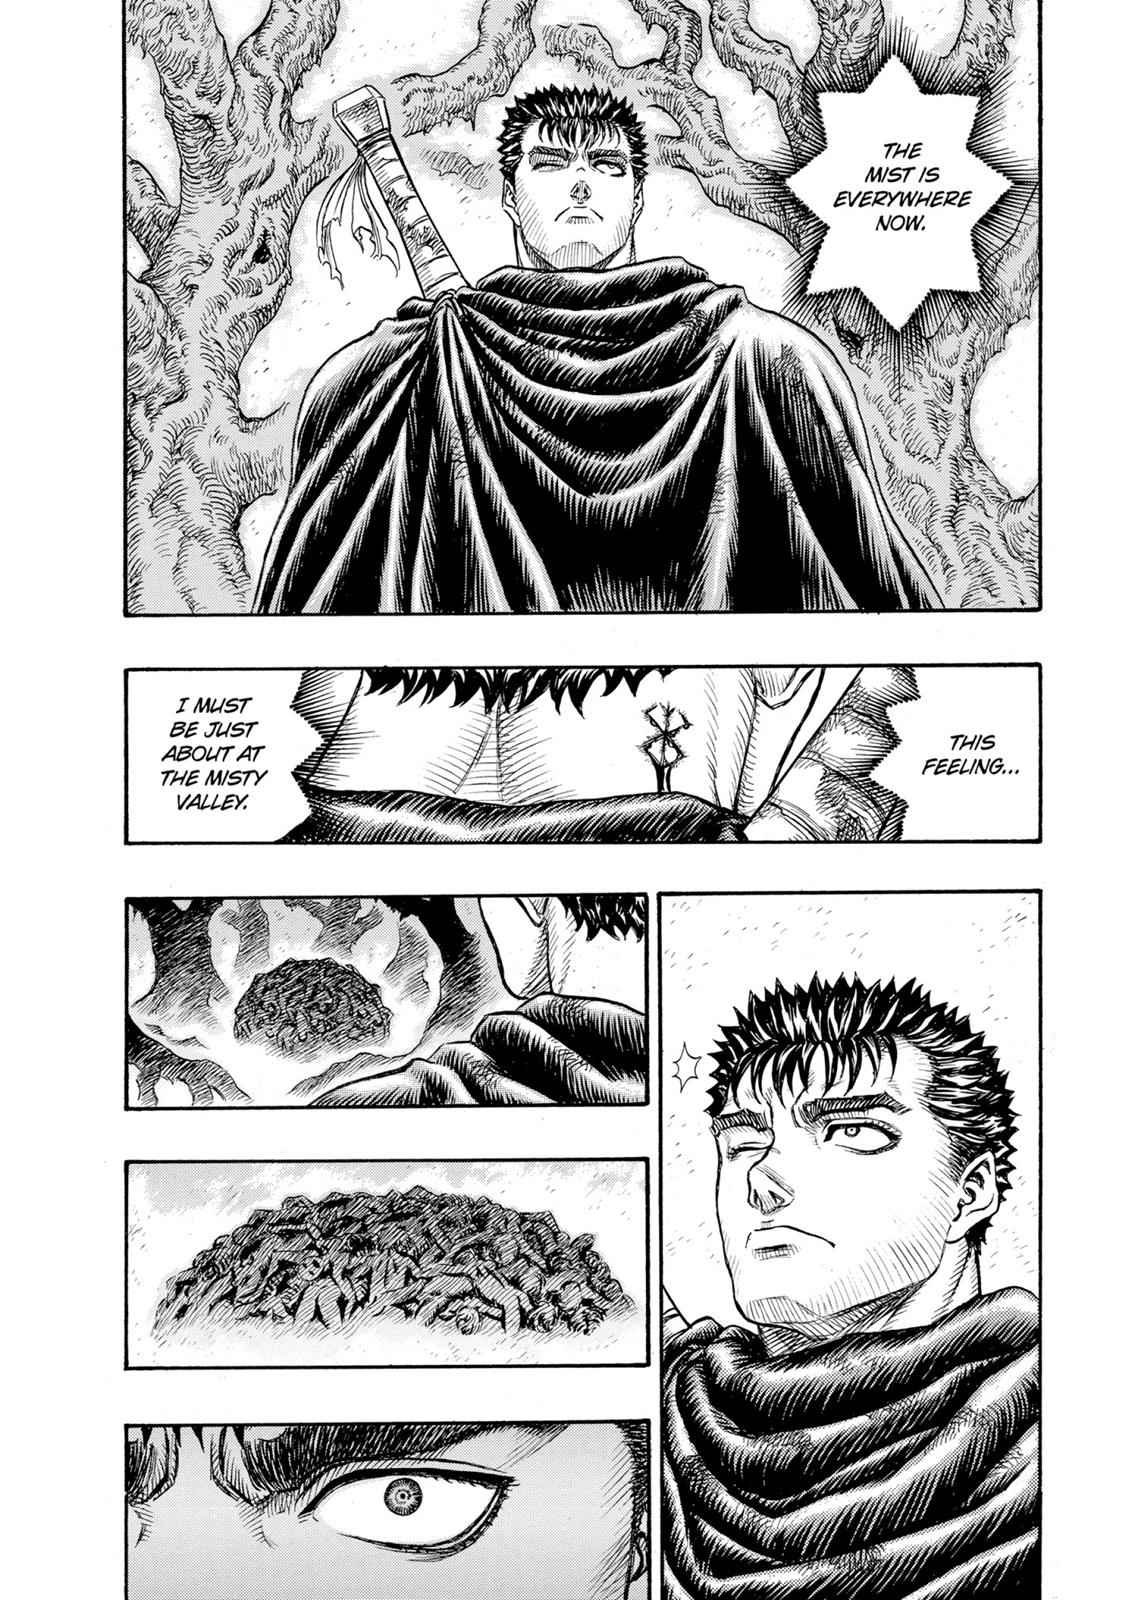 THE
MIST IS
EVERYWHERE
NOW.
THIS
FEELING...
I MUST
BE JUST
ABOUT AT
THE MISTY
VALLEY.